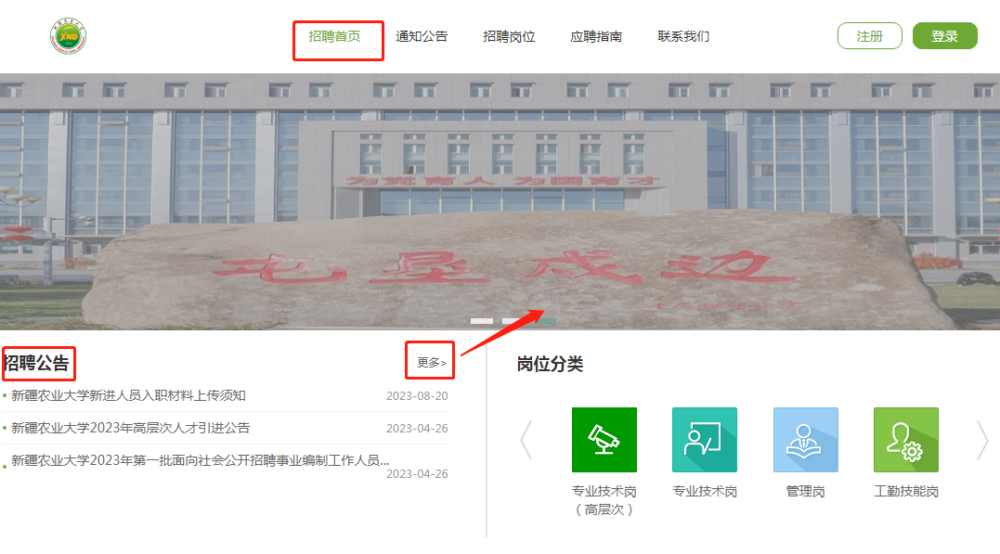 XND
招聘首页
通知公告
招聘岗位
应聘指南
联系我们
注册
登录
为党育人 为国育才
屯垦戍边
招聘公告
更多>
新疆农业大学新进人员入职材料上传须知
2023-08-20
新疆农业大学2023年高层次人才引进公告
2023-04-26
新疆农业大学2023年第一批面向社会公开招聘事业编制工作人员...
2023-04-26
岗位分类
专业技术岗
（高层次）
专业技术岗
管理岗
工勤技能岗